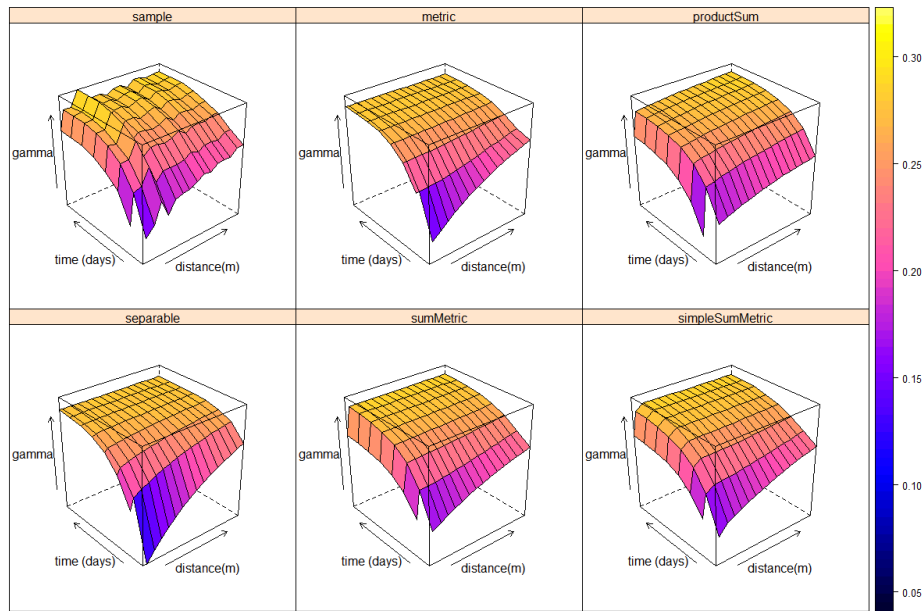 sample metric productSum
0.30
gamma gamma gamma
0.25
time (days) distance(m) time (days) distance(m) time (days) distance(m)
0.20
separable sumMetric simpleSumMetric
0.15
gamma gamma gamma
0.10
time (days) distance(m) time (days) distance(m) time (days) distance(m)
0.05